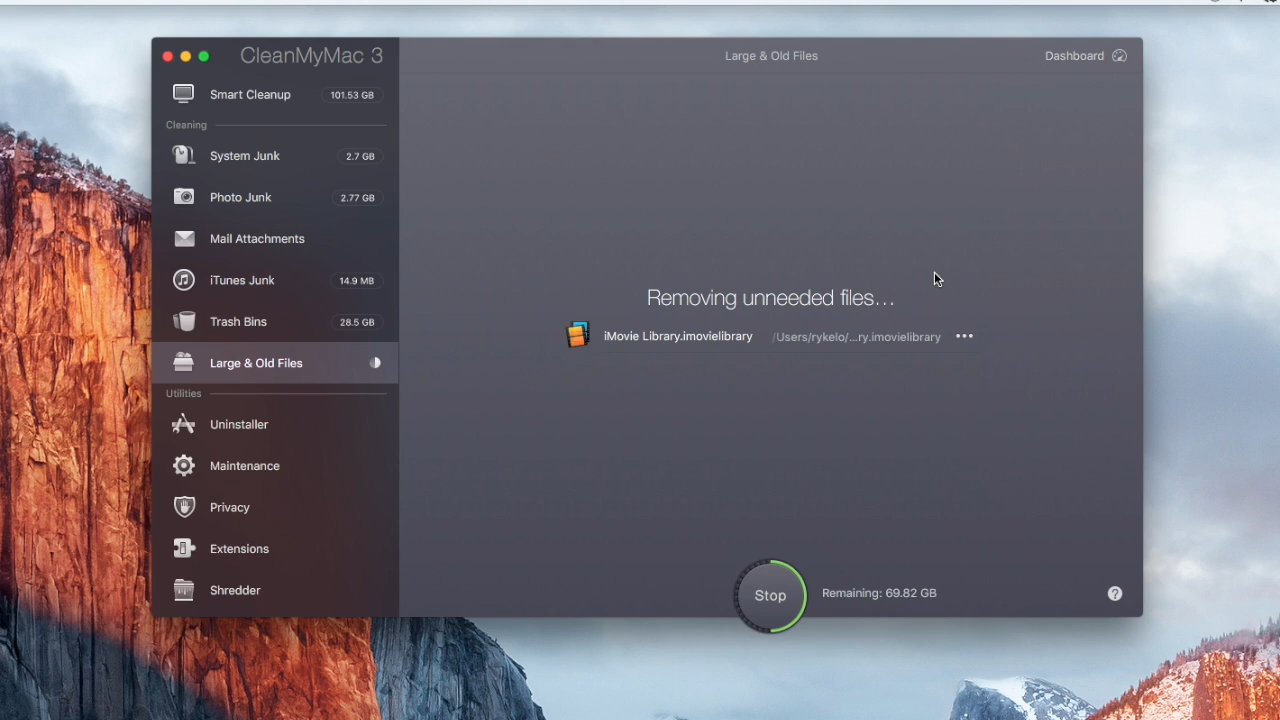 CleanMyMac 3
Large & Old Files
Dashboard
Smart Cleanup 101.53 GB
Cleaning
System Junk 2.7 GB
Photo Junk 2.77 GB
Mail Attachments
iTunes Junk 14.9 MB
Trash Bins 28.5 GB
Large & Old Files
Utilities
Uninstaller
Maintenance
Privacy
Extensions
Shredder
Removing unneeded files...
iMovie Library.imovielibrary /Users/rykelo/...ry.imovielibrary •••
Stop
Remaining: 69.82 GB
?